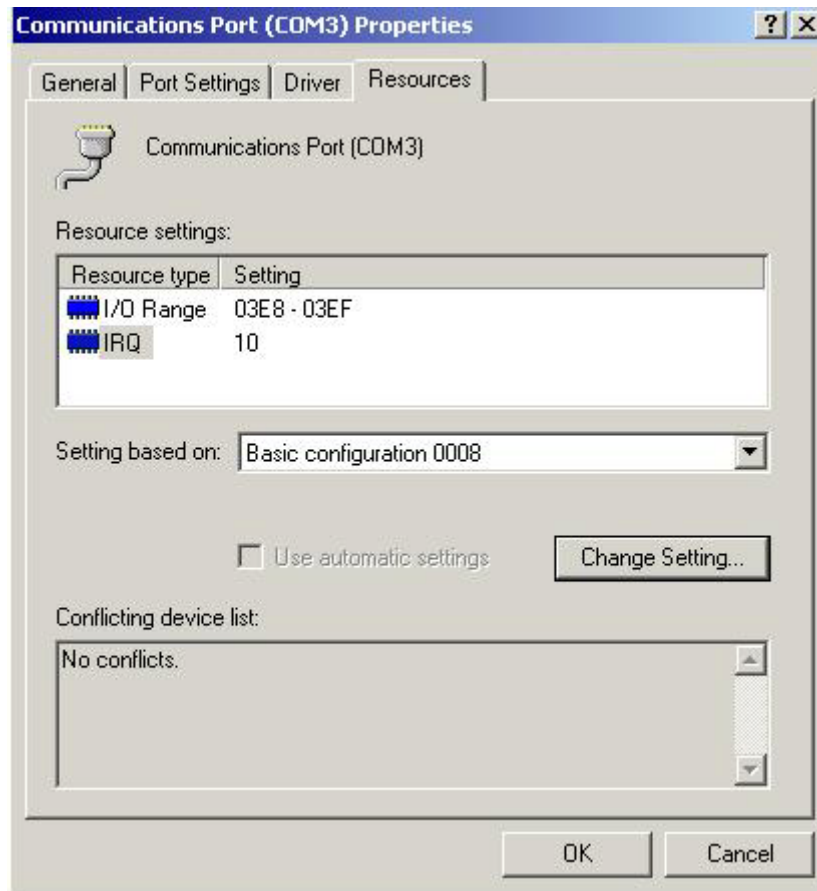 Communications Port (COM3) Properties
General Port Settings Driver Resources
Communications Port (COM3)
Resource settings:
Resource type Setting
I/O Range 03E8 - 03EF
IRQ 10
Setting based on: Basic configuration 0008
Use automatic settings Change Setting...
Conflicting device list:
No conflicts.
OK Cancel